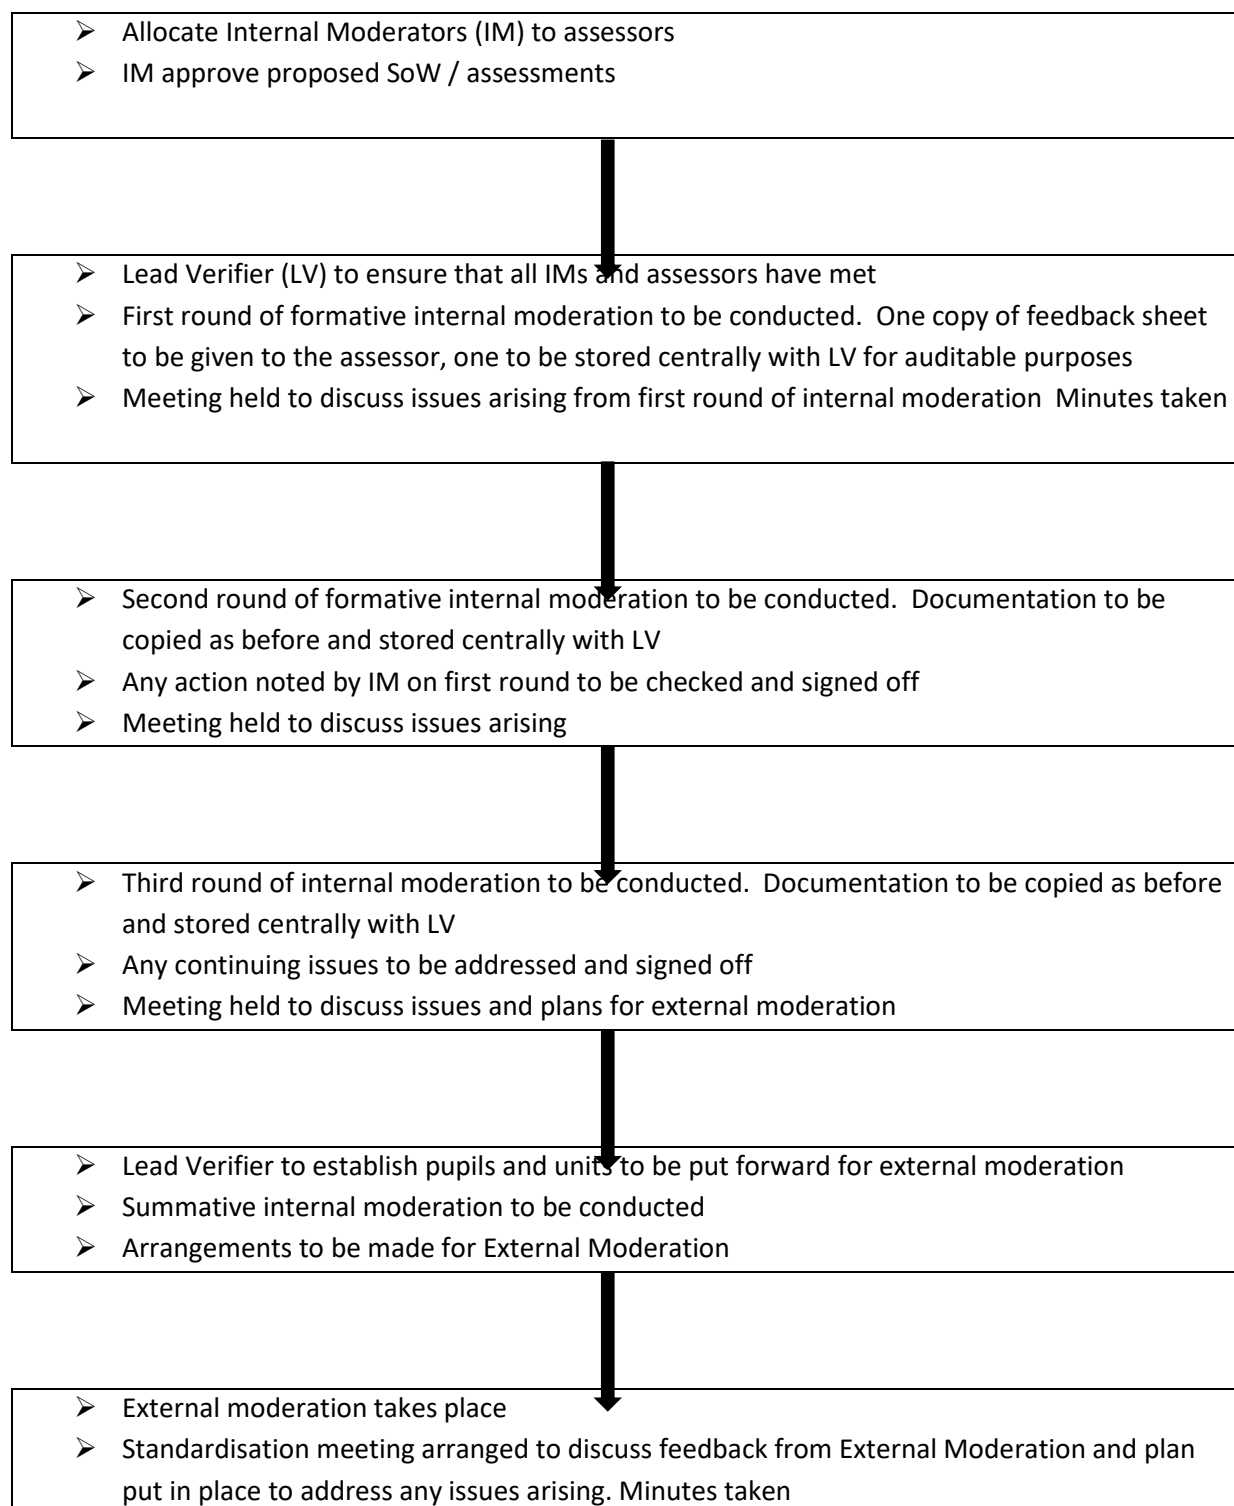 ➢ Allocate Internal Moderators (IM) to assessors
➢ IM approve proposed SoW / assessments
➢ Lead Verifier (LV) to ensure that all IMs and assessors have met
➢ First round of formative internal moderation to be conducted.  One copy of feedback sheet
to be given to the assessor, one to be stored centrally with LV for auditable purposes
➢ Meeting held to discuss issues arising from first round of internal moderation  Minutes taken
➢ Second round of formative internal moderation to be conducted.  Documentation to be
copied as before and stored centrally with LV
➢ Any action noted by IM on first round to be checked and signed off
➢ Meeting held to discuss issues arising
➢ Third round of internal moderation to be conducted.  Documentation to be copied as before
and stored centrally with LV
➢ Any continuing issues to be addressed and signed off
➢ Meeting held to discuss issues and plans for external moderation
➢ Lead Verifier to establish pupils and units to be put forward for external moderation
➢ Summative internal moderation to be conducted
➢ Arrangements to be made for External Moderation
➢ External moderation takes place
➢ Standardisation meeting arranged to discuss feedback from External Moderation and plan
put in place to address any issues arising. Minutes taken